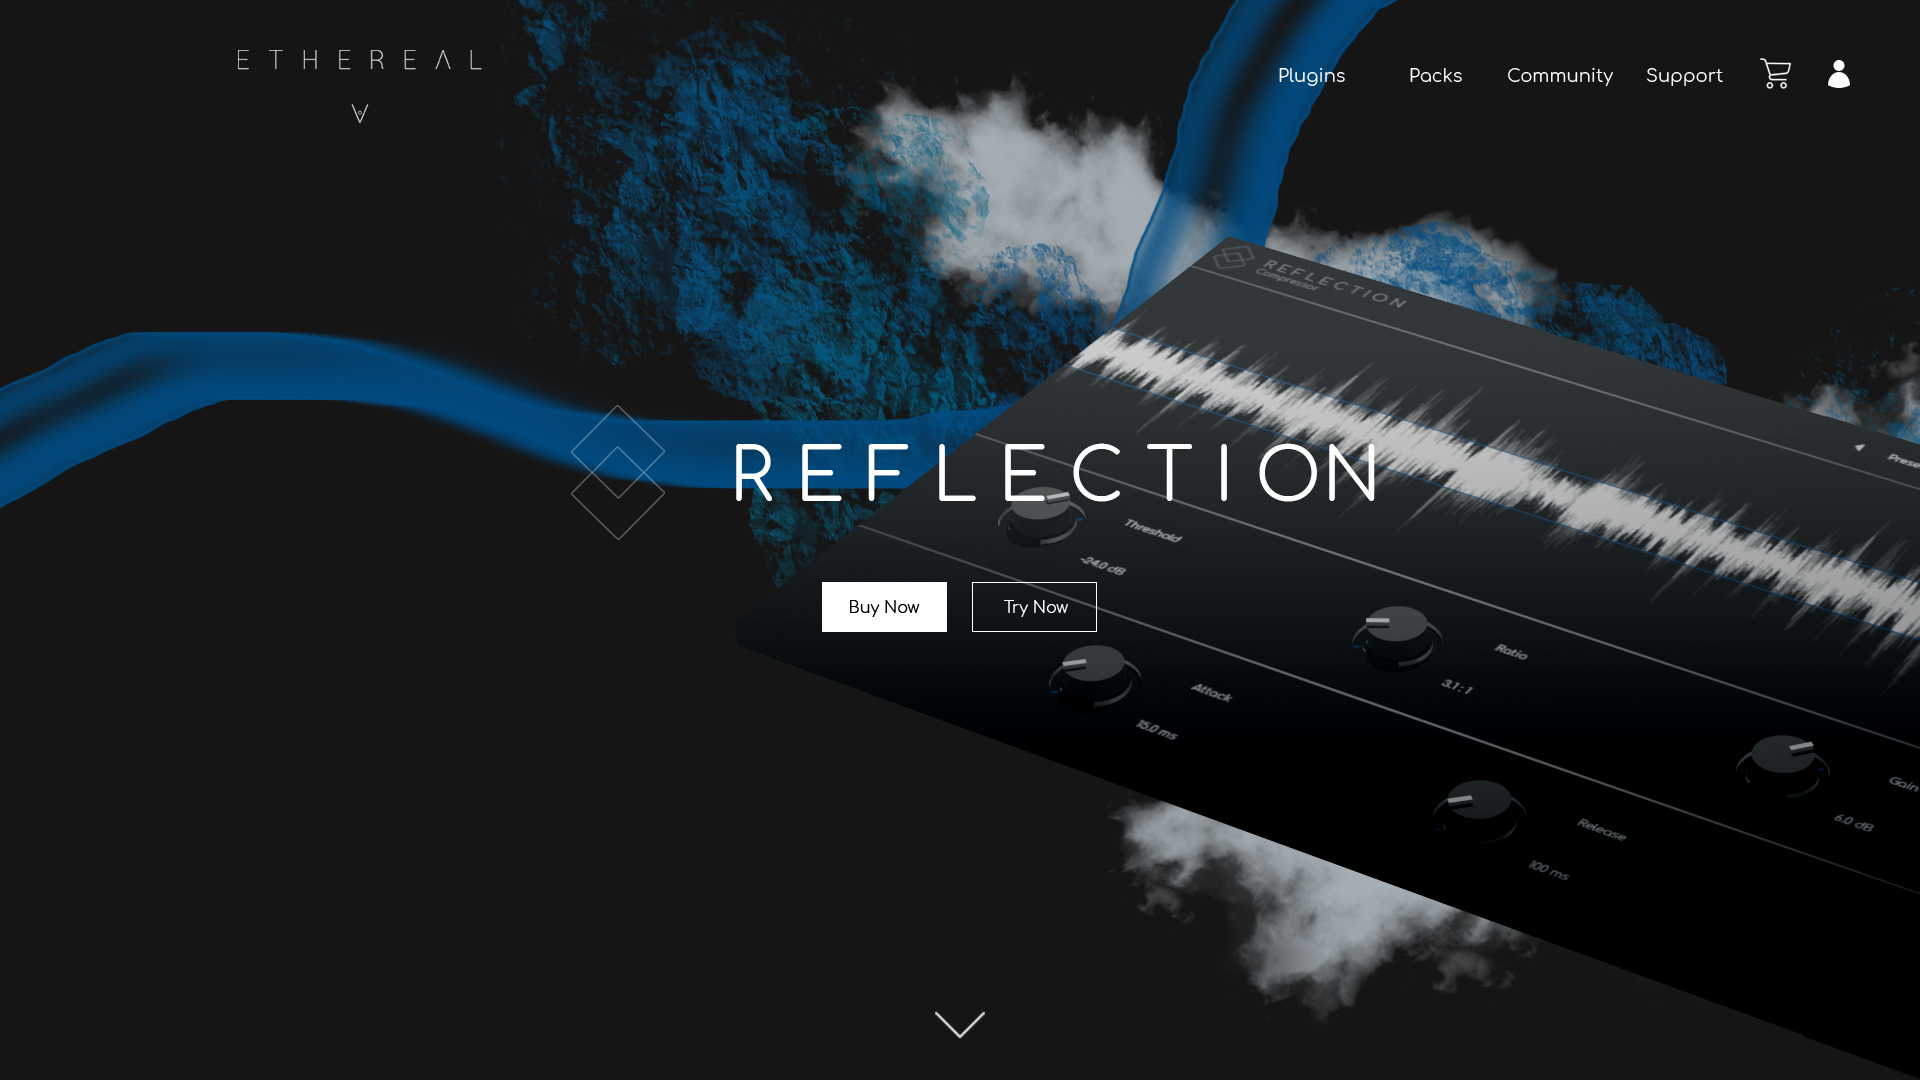 ETHEREAL
Plugins Packs Community Support
REFLECTION
Compressor
REFLECTION
Threshold
-24.0 dB
Buy Now Try Now
Ratio
3.1 : 1
Attack
15.0 ms
Gain
6.0 dB
Release
100 ms